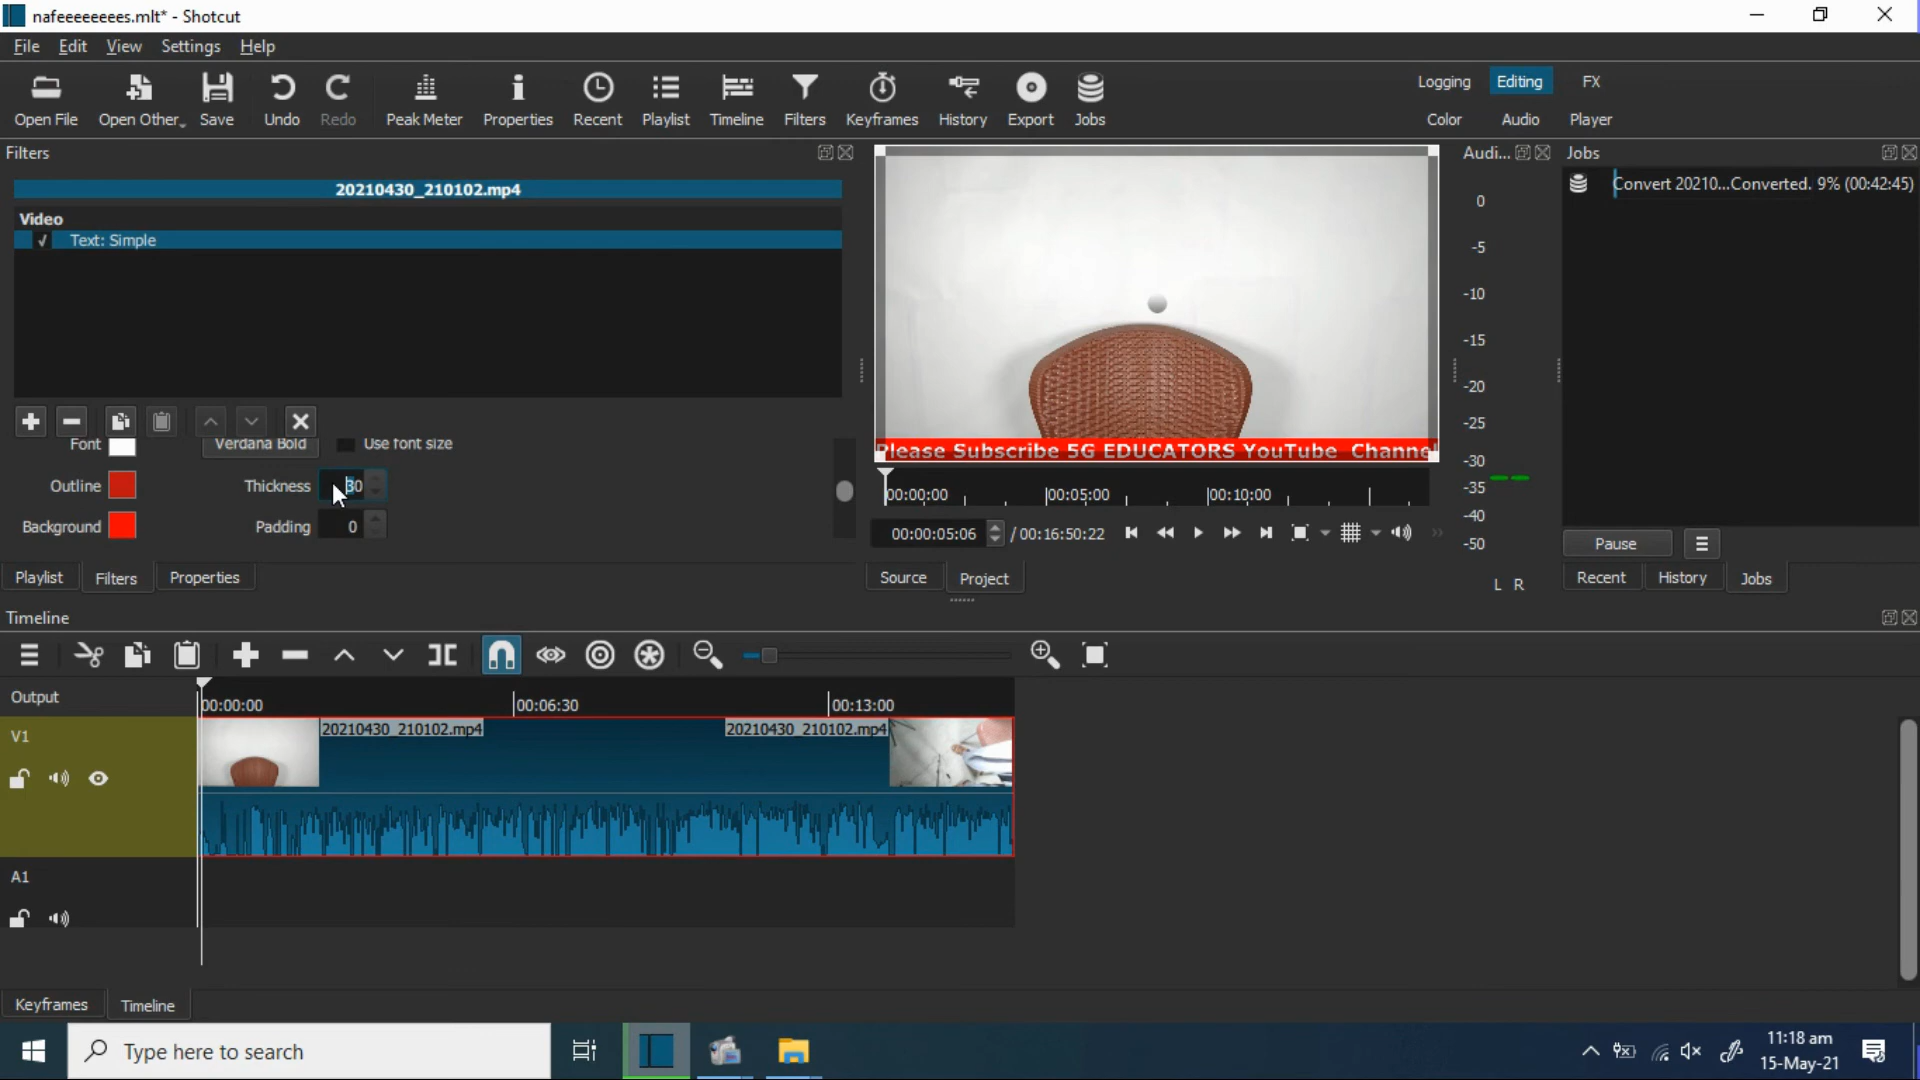 nafeeeeeeees.mlt* - Shotcut
File Edit View Settings Help
Open File Open Other Save Undo Redo Peak Meter Properties Recent Playlist Timeline Filters Keyframes History Export Jobs
Logging Editing FX
Color Audio Player
Filters
20210430_210102.mp4
Video
✓ Text: Simple
Font Verdana Bold Use font size
Outline Thickness 30
Background Padding 0
Playlist Filters Properties
Please Subscribe 5G EDUCATORS YouTube Channel
00:00:00 00:05:00 00:10:00
00:00:05:06 / 00:16:50:22
Source Project
Audi...
0
-5
-10
-15
-20
-25
-30
-35
-40
-50
L R
Jobs
Convert 20210...Converted. 9% (00:42:45)
Pause
Recent History Jobs
Timeline
Output
00:00:00 00:06:30 00:13:00
V1
20210430_210102.mp4 20210430_210102.mp4
A1
Keyframes Timeline
Type here to search
11:18 am
15-May-21